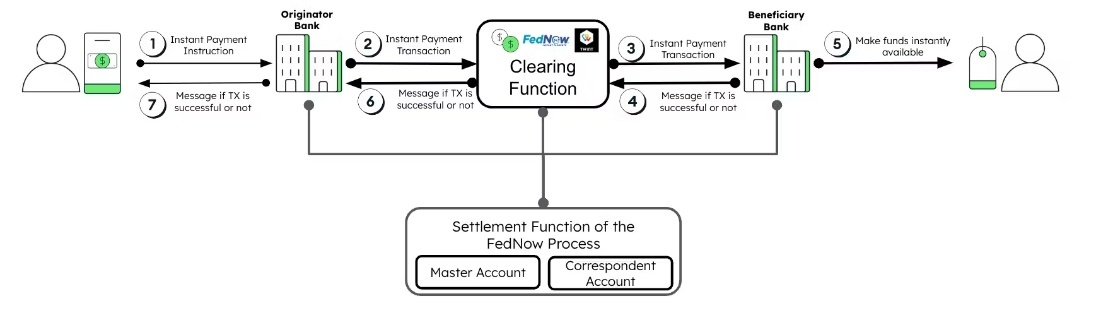 Originator
Bank
Beneficiary
Bank
1
Instant Payment
Instruction
2
Instant Payment
Transaction
FedNow
Clearing
Function
3
Instant Payment
Transaction
5
Make funds instantly
available
7
Message if TX is
successful or not
6
Message if TX is
successful or not
4
Message if TX is
successful or not
Settlement Function of the
FedNow Process
Master Account
Correspondent
Account